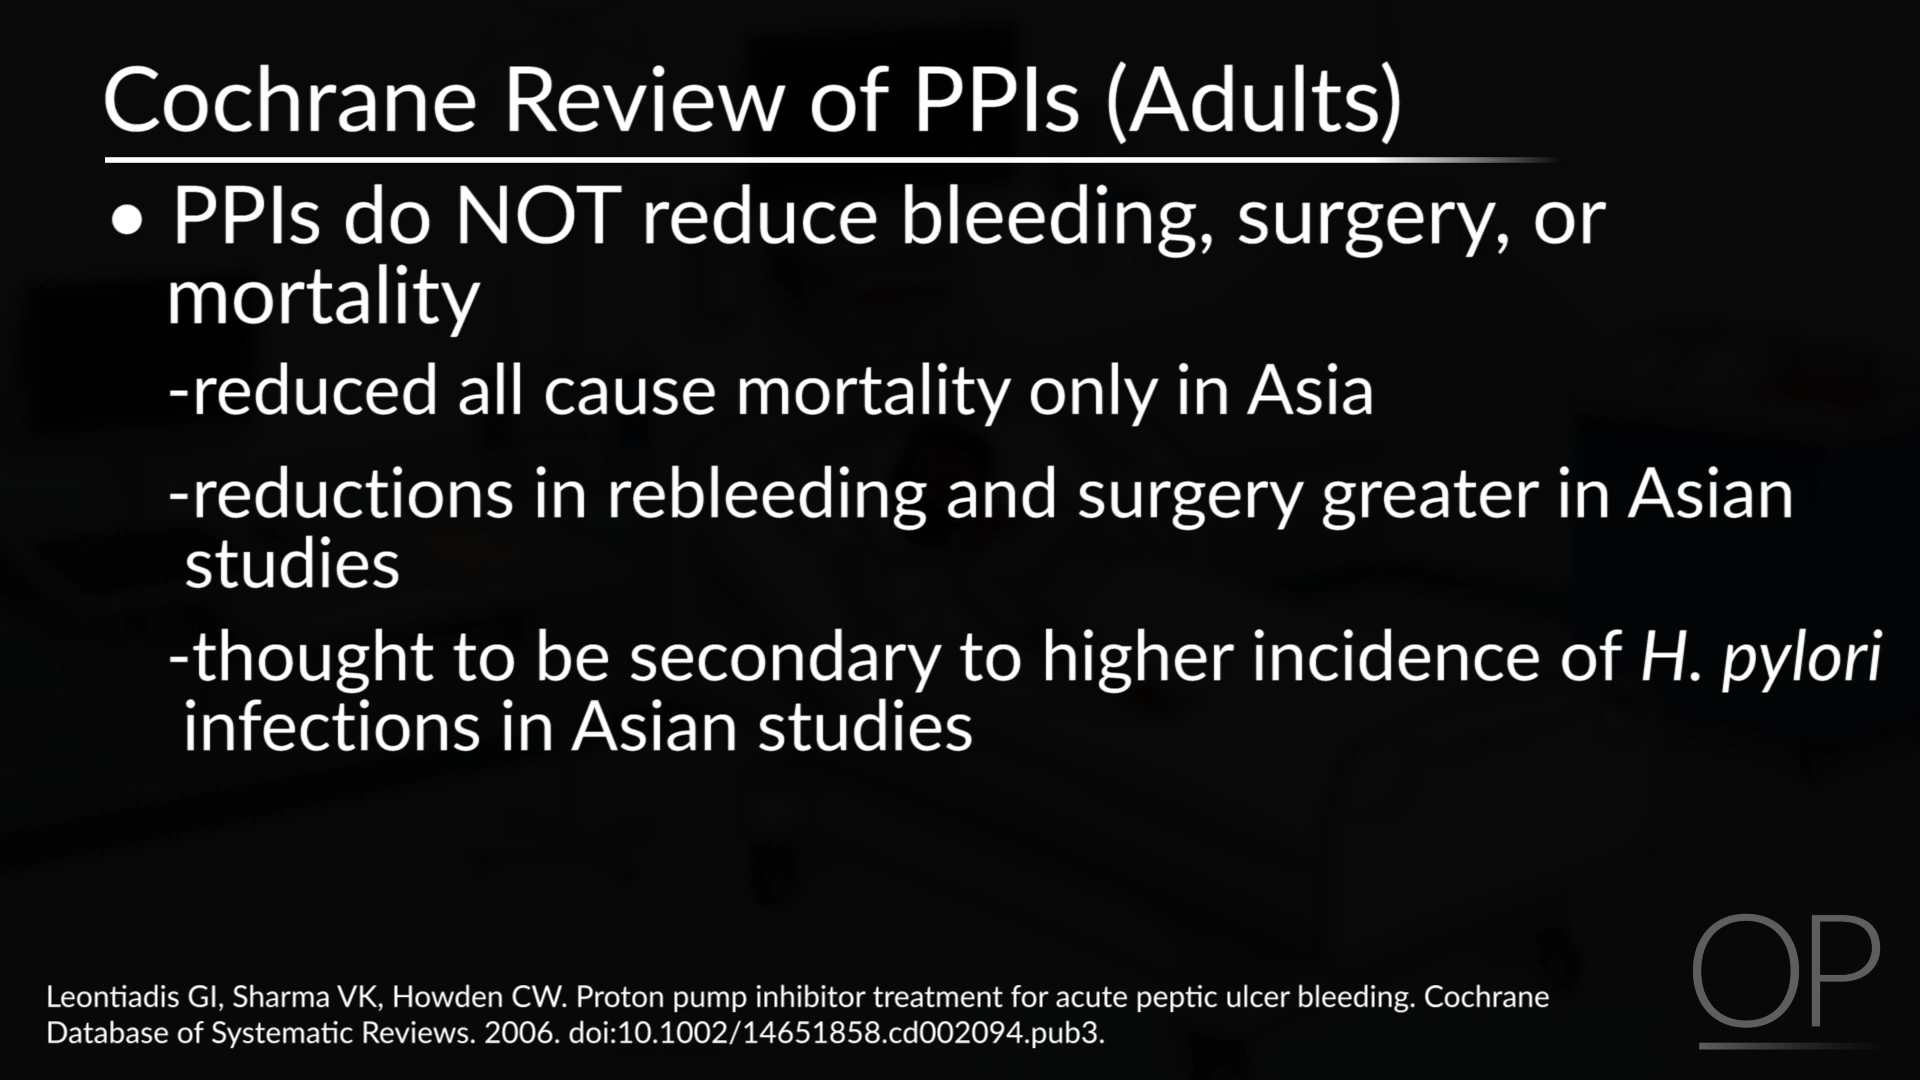 Cochrane Review of PPIs (Adults)
• PPIs do NOT reduce bleeding, surgery, or
mortality
-reduced all cause mortality only in Asia
-reductions in rebleeding and surgery greater in Asian
studies
-thought to be secondary to higher incidence of H. pylori
infections in Asian studies
Leontiadis GI, Sharma VK, Howden CW. Proton pump inhibitor treatment for acute peptic ulcer bleeding. Cochrane
Database of Systematic Reviews. 2006. doi:10.1002/14651858.cd002094.pub3.
OP